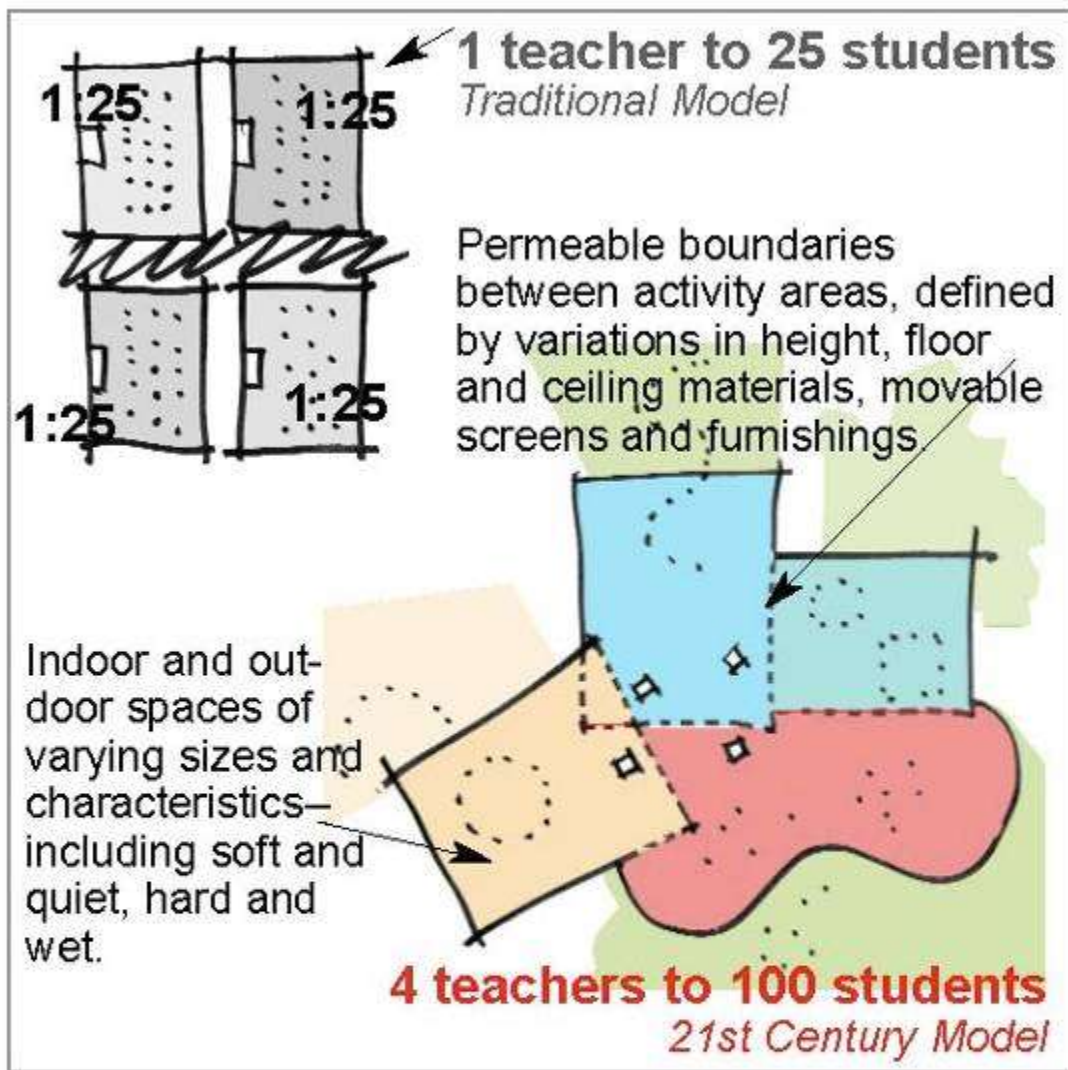 1 teacher to 25 students
Traditional Model
1:25
1:25
1:25
1:25
Permeable boundaries
between activity areas, defined
by variations in height, floor
and ceiling materials, movable
screens and furnishings.
Indoor and out-
door spaces of
varying sizes and
characteristics–
including soft and
quiet, hard and
wet.
4 teachers to 100 students
21st Century Model